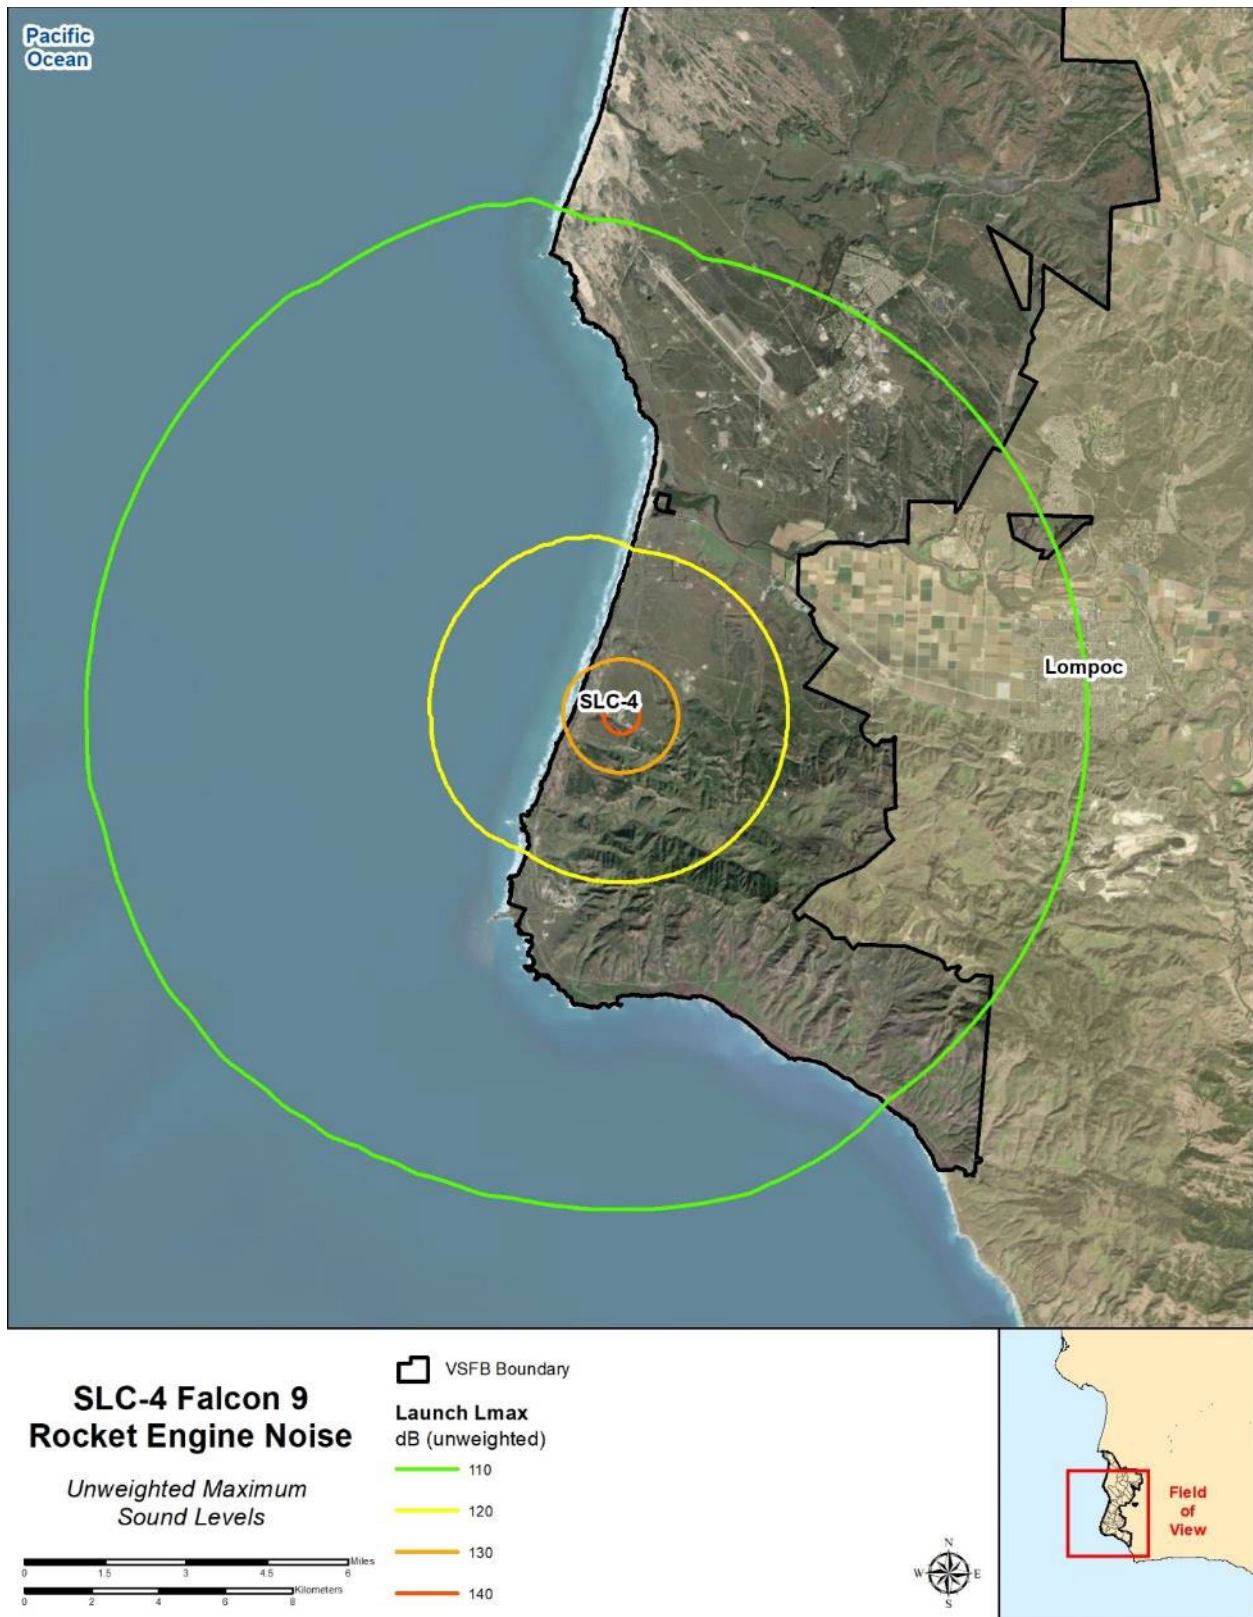 Pacific
Ocean
SLC-4
Lompoc
SLC-4 Falcon 9
Rocket Engine Noise
Unweighted Maximum
Sound Levels
0 1.5 3 4.5 6 Miles
0 2 4 6 8 Kilometers
VSFB Boundary
Launch Lmax
dB (unweighted)
110
120
130
140
N
W E
S
Field
of
View